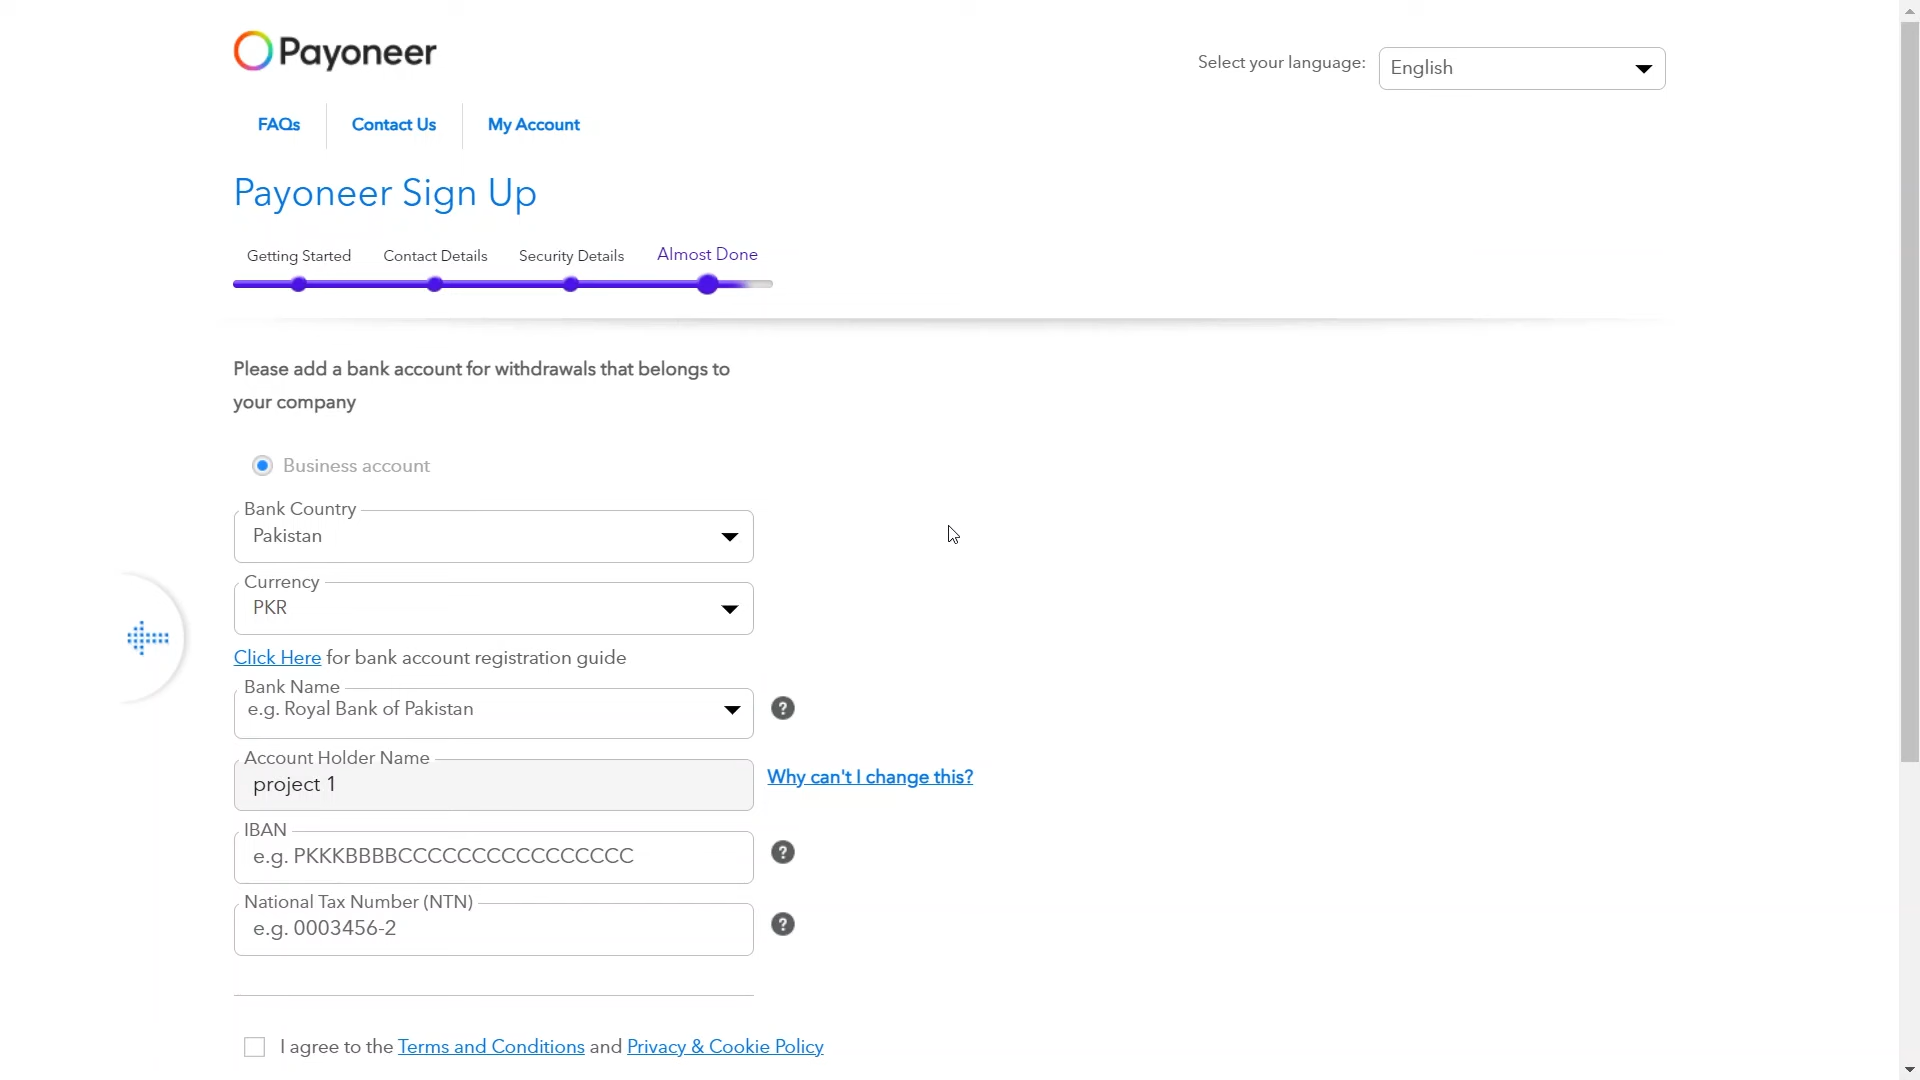 Payoneer
Select your language:
English
FAQs
Contact Us
My Account
Payoneer Sign Up
Getting Started
Contact Details
Security Details
Almost Done
Please add a bank account for withdrawals that belongs to
your company
Business account
Bank Country
Pakistan
Currency
PKR
Click Here for bank account registration guide
Bank Name
e.g. Royal Bank of Pakistan
?
Account Holder Name
project 1
Why can't I change this?
IBAN
e.g. PKKKBBBBCCCCCCCCCCCCCCCC
?
National Tax Number (NTN)
e.g. 0003456-2
?
I agree to the Terms and Conditions and Privacy & Cookie Policy